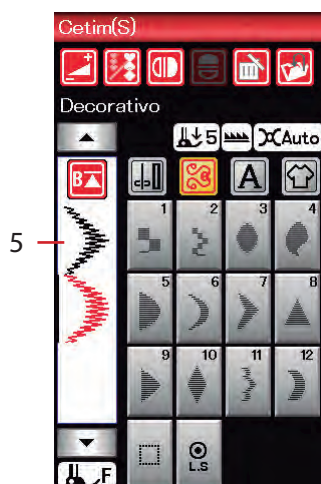 Cetim(S)
Decorativo
5 Auto
B A
5
1 2 3 4
5 6 7 8
9 10 11 12
L.S
F